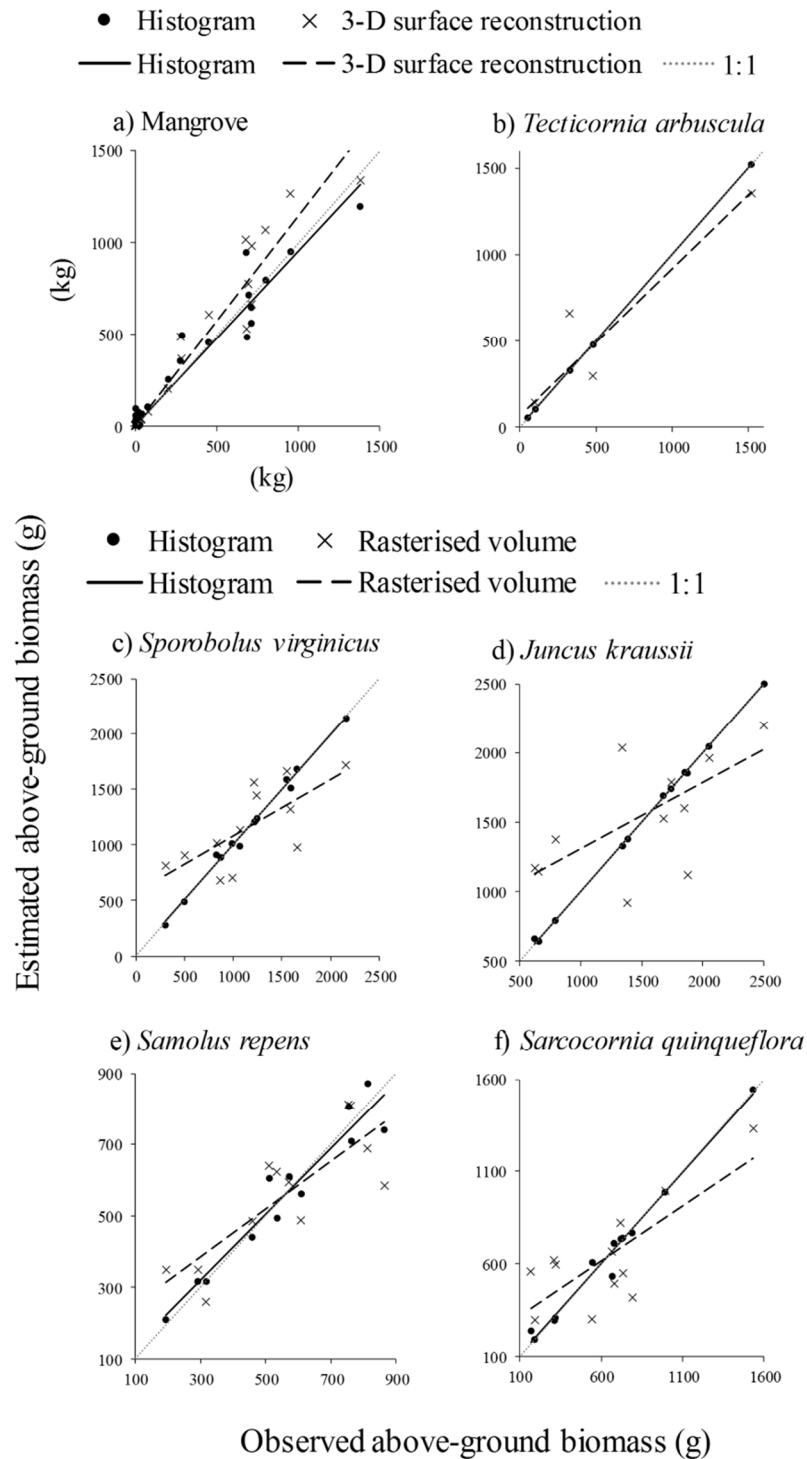 Histogram 3-D surface reconstruction
Histogram 3-D surface reconstruction 1:1
a) Mangrove
1500
1000
500
0
(kg)
0 500 1000 1500
(kg)
b) Tecticornia arbuscula
1500
1000
500
0
0 500 1000 1500
Histogram Rasterised volume
Histogram Rasterised volume 1:1
Estimated above-ground biomass (g)
c) Sporobolus virginicus
2500
2000
1500
1000
500
0
0 500 1000 1500 2000 2500
d) Juncus kraussii
2500
2000
1500
1000
500
500 1000 1500 2000 2500
e) Samolus repens
900
700
500
300
100
100 300 500 700 900
f) Sarcocornia quinqueflora
1600
1100
600
100
100 600 1100 1600
Observed above-ground biomass (g)